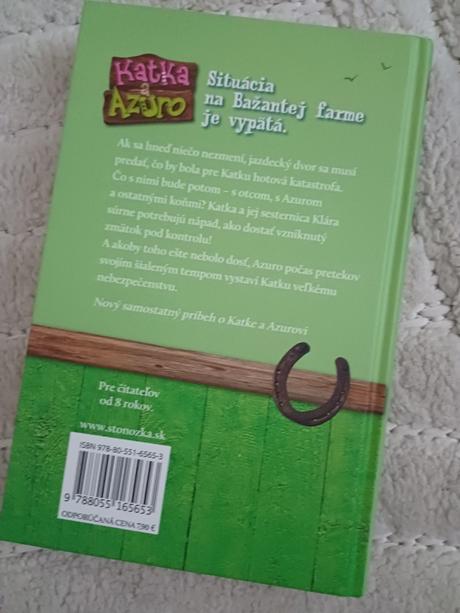 Katka
a
Azuro
Situácia
na Bažantej farme
je vypätá.
Ak sa hneď niečo nezmení, jazdecký dvor sa musí
predať, čo by bola pre Katku hotová katastrofa.
Čo s nimi bude potom – s otcom, s Azurom
a ostatnými koňmi? Katka a jej sesternica Klára
súrne potrebujú nápad, ako dostať vzniknutý
zmätok pod kontrolu!
A akoby toho ešte nebolo dosť, Azuro počas pretekov
svojím šialeným tempom vystaví Katku veľkému
nebezpečenstvu.
Nový samostatný príbeh o Katke a Azurovi
Pre čitateľov
od 8 rokov.
www.stonozka.sk
ISBN 978-80-551-6565-3
9 788055 165653
ODPORÚČANÁ CENA 7,90 €